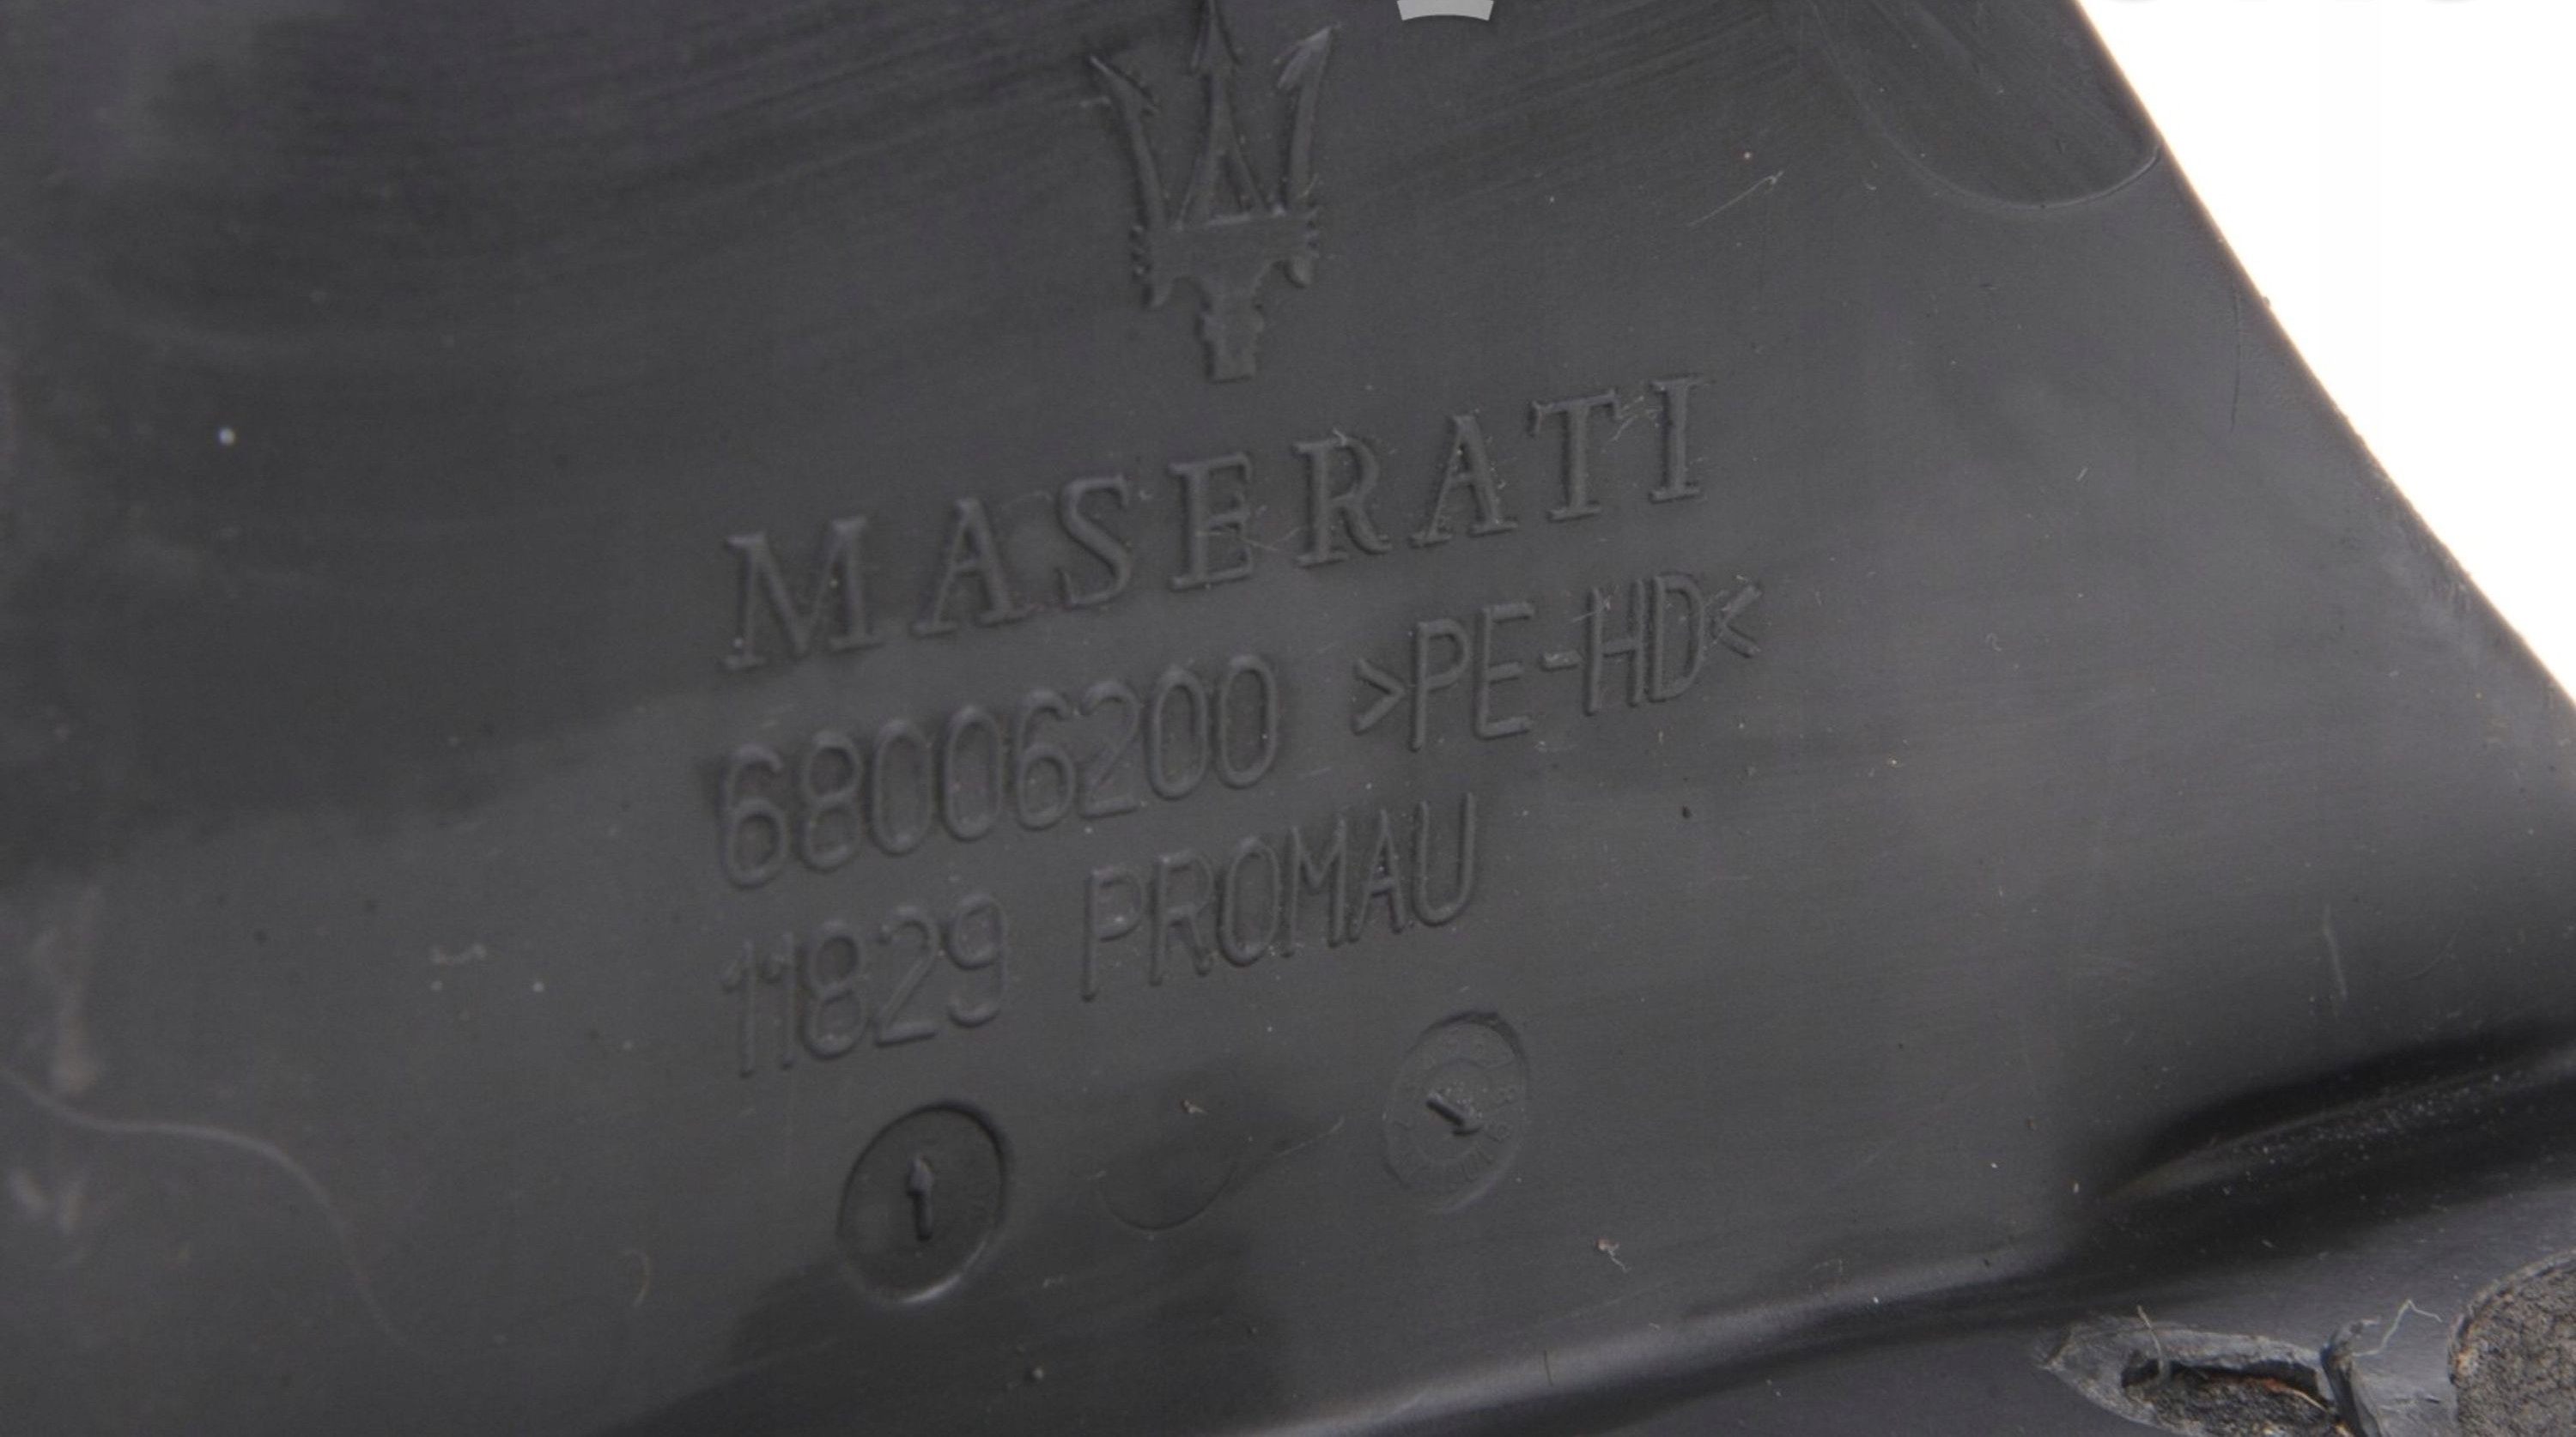 MASERATI
68006200 >PE-HD<
11829 PROMAU